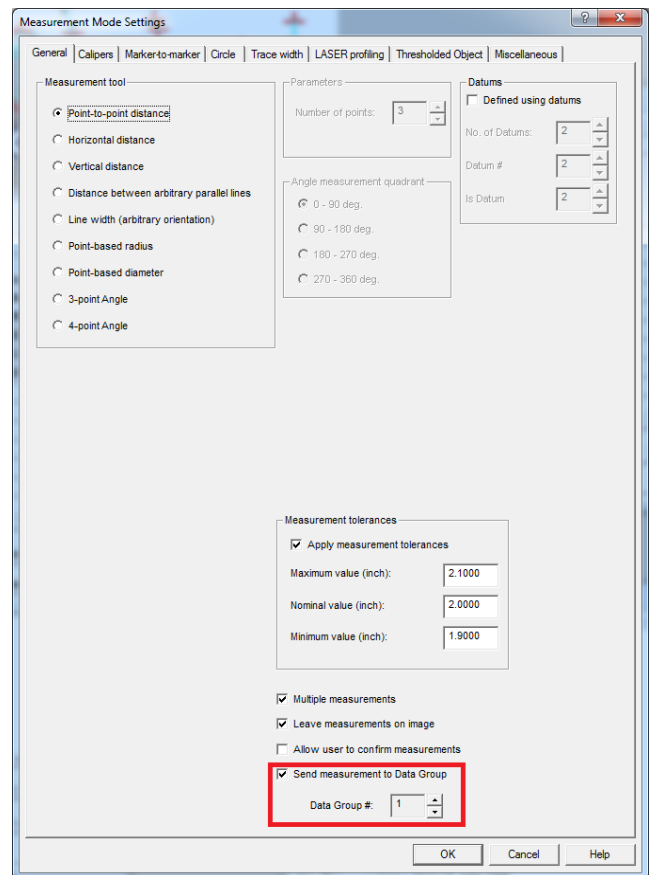 Measurement Mode Settings
?
General Calipers Marker-to-marker Circle Trace width LASER profiling Thresholded Object Miscellaneous
Measurement tool
Point-to-point distance
Horizontal distance
Vertical distance
Distance between arbitrary parallel lines
Line width (arbitrary orientation)
Point-based radius
Point-based diameter
3-point Angle
4-point Angle
Parameters
Number of points: 3
Angle measurement quadrant
0 - 90 deg.
90 - 180 deg.
180 - 270 deg.
270 - 360 deg.
Datums
Defined using datums
No. of Datums: 2
Datum # 2
Is Datum 2
Measurement tolerances
Apply measurement tolerances
Maximum value (inch): 2.1000
Nominal value (inch): 2.0000
Minimum value (inch): 1.9000
Multiple measurements
Leave measurements on image
Allow user to confirm measurements
Send measurement to Data Group
Data Group #: 1
OK Cancel Help